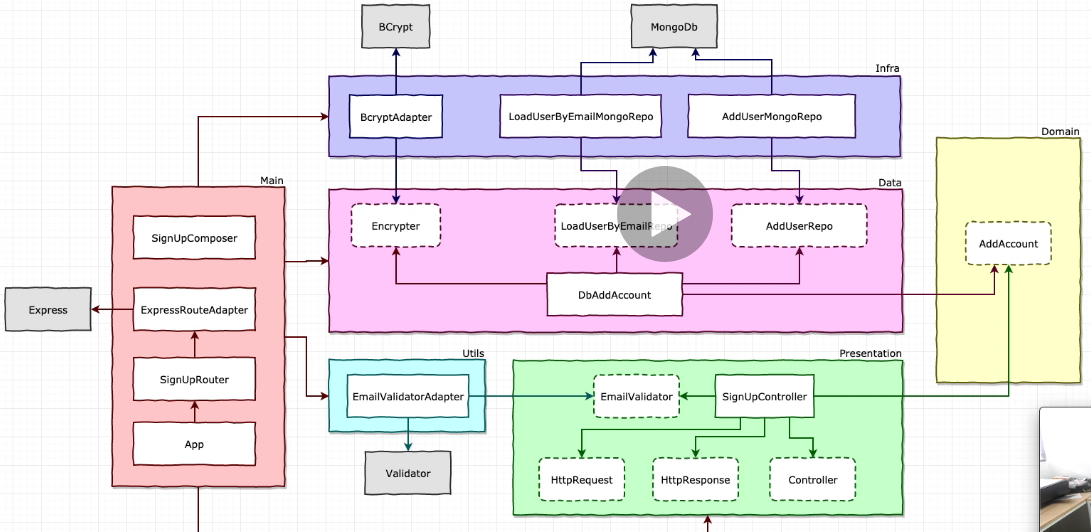 BCrypt
MongoDb
Infra
BcryptAdapter
LoadUserByEmailMongoRepo
AddUserMongoRepo
Domain
Main
Data
SignUpComposer
Encrypter
LoadUserByEmailRepo
AddUserRepo
AddAccount
Express
ExpressRouteAdapter
DbAddAccount
Utils
Presentation
SignUpRouter
EmailValidatorAdapter
EmailValidator
SignUpController
App
Validator
HttpRequest
HttpResponse
Controller